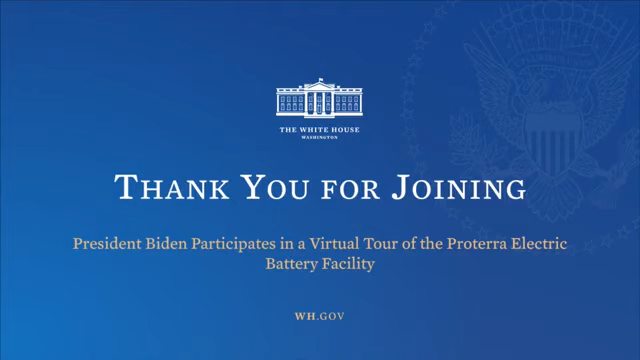 THE WHITE HOUSE
WASHINGTON
THANK YOU FOR JOINING
President Biden Participates in a Virtual Tour of the Proterra Electric
Battery Facility
WH.GOV